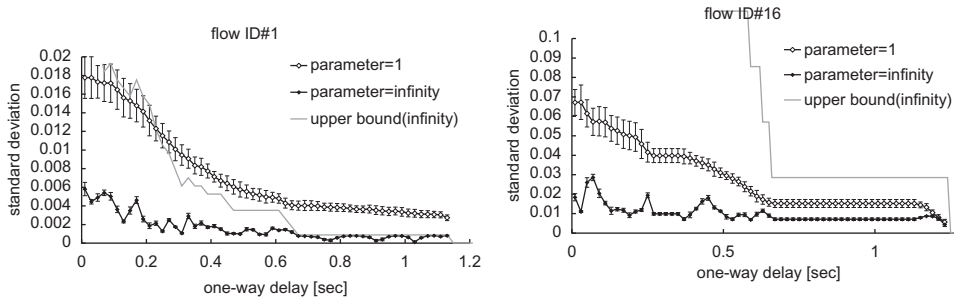 flow ID#1
standard deviation
0.02
0.018
0.016
0.014
0.012
0.01
0.008
0.006
0.004
0.002
0
0
0.2
0.4
0.6
0.8
1
1.2
one-way delay [sec]
parameter=1
parameter=infinity
upper bound(infinity)
flow ID#16
standard deviation
0.1
0.09
0.08
0.07
0.06
0.05
0.04
0.03
0.02
0.01
0
0
0.5
1
one-way delay [sec]
parameter=1
parameter=infinity
upper bound(infinity)